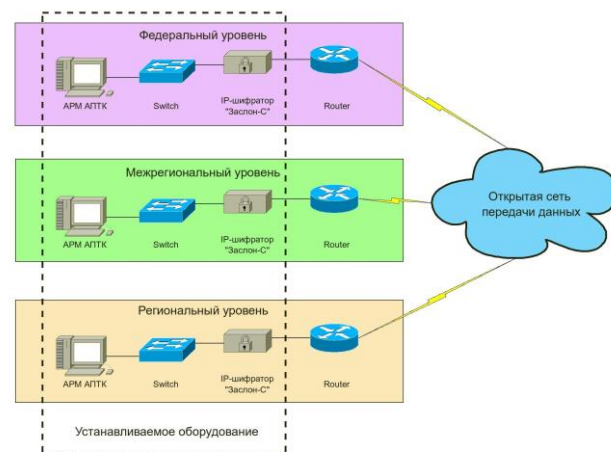 Федеральный уровень
АРМ АПТК
Switch
IP-шифратор
"Заслон-С"
Router
Межрегиональный уровень
АРМ АПТК
Switch
IP-шифратор
"Заслон-С"
Router
Открытая сеть
передачи данных
Региональный уровень
АРМ АПТК
Switch
IP-шифратор
"Заслон-С"
Router
Устанавливаемое оборудование